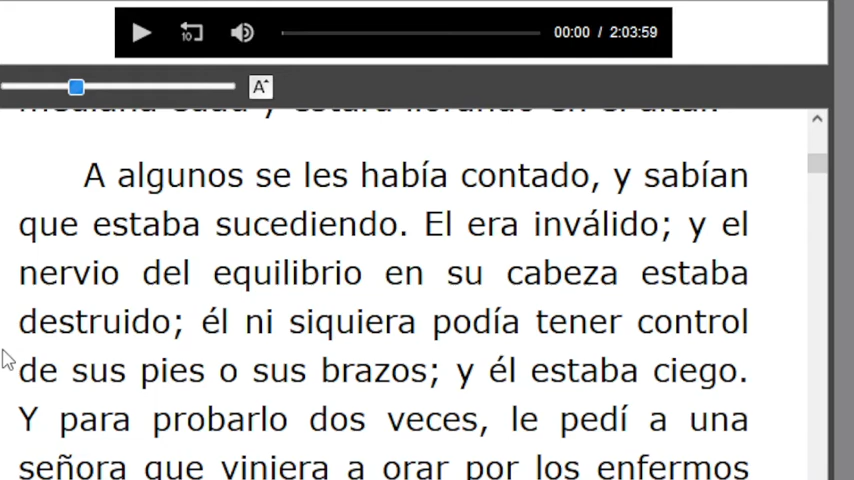 00:00 / 2:03:59
10
A
A algunos se les había contado, y sabían
que estaba sucediendo. El era inválido; y el
nervio del equilibrio en su cabeza estaba
destruido; él ni siquiera podía tener control
de sus pies o sus brazos; y él estaba ciego.
Y para probarlo dos veces, le pedí a una
señora que viniera a orar por los enfermos